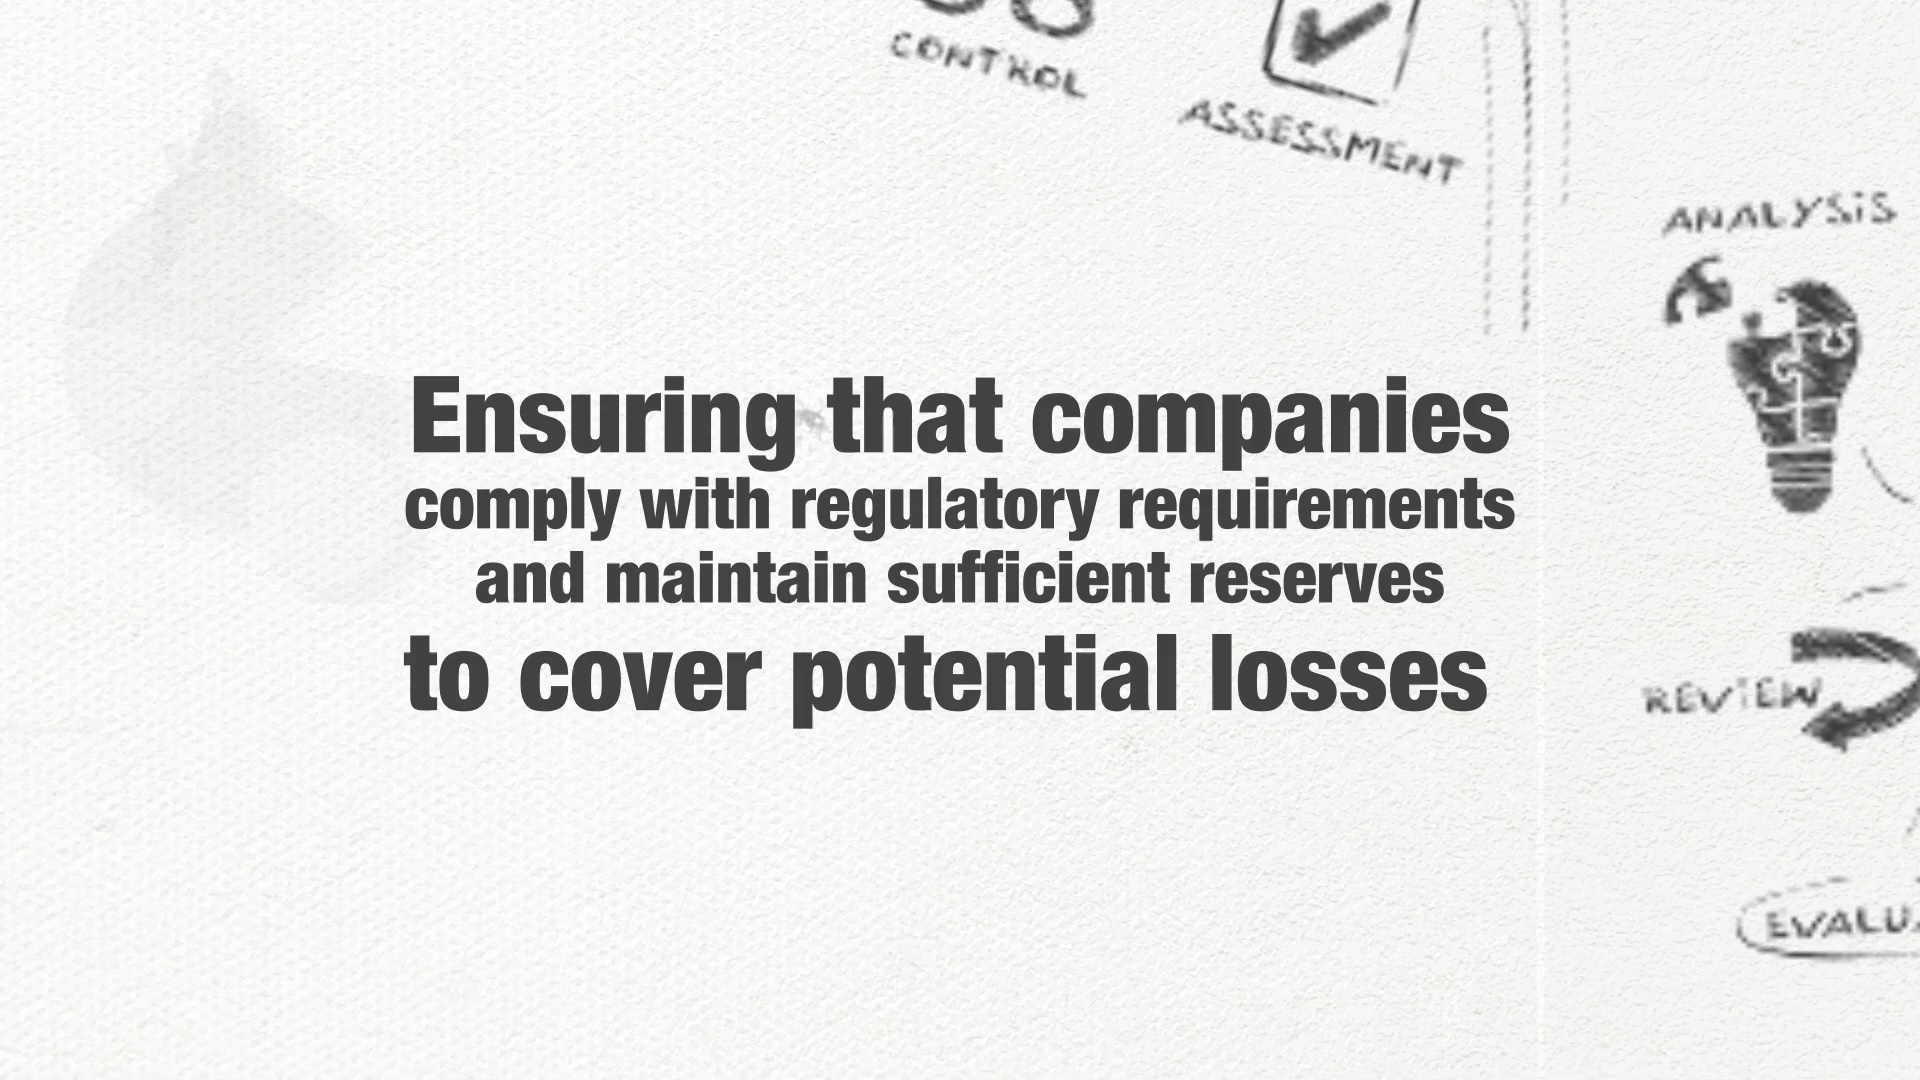 CONTROL
ASSESSMENT
ANALYSiS
Ensuring that companies
comply with regulatory requirements
and maintain sufficient reserves
to cover potential losses
REViEW